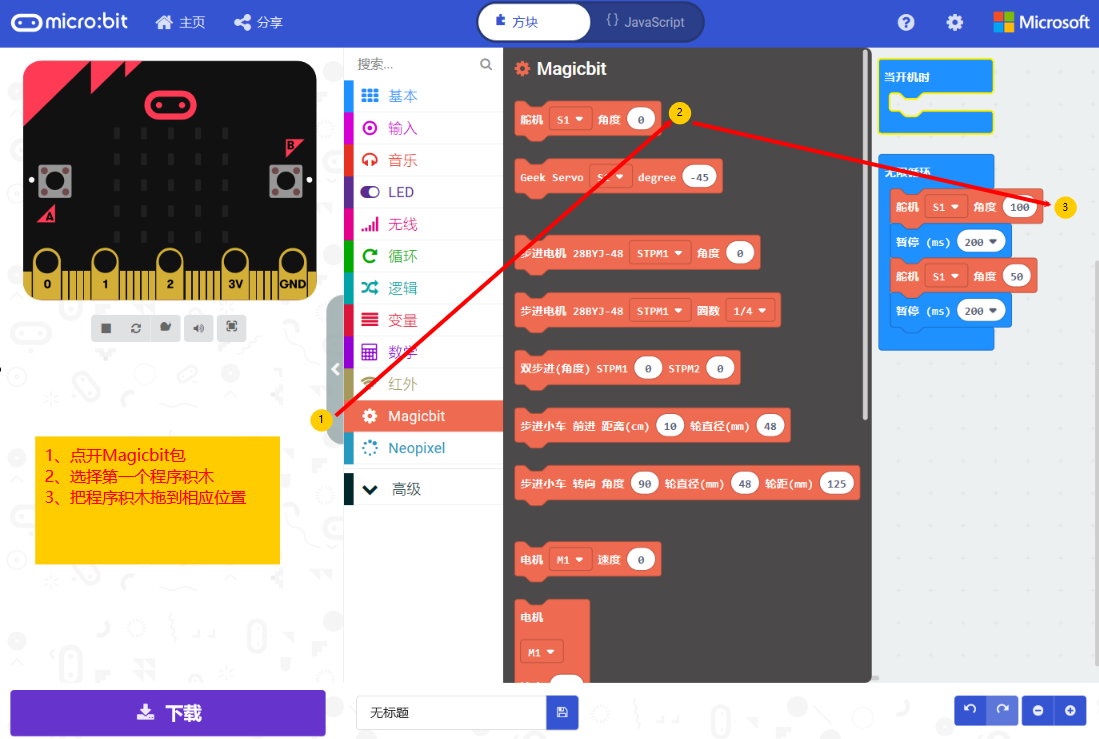 micro:bit 主页 分享 方块 {} JavaScript ? Microsoft
搜索...
基本
输入
音乐
LED
无线
循环
逻辑
变量
数学
红外
Magicbit
Neopixel
高级
A
B
0 1 2 3V GND
1
1、点开Magicbit包
2、选择第一个程序积木
3、把程序积木拖到相应位置
Magicbit
舵机 S1 角度 0
2
Geek Servo S1 degree -45
步进电机 28BYJ-48 STPM1 角度 0
步进电机 28BYJ-48 STPM1 圆数 1/4
双步进(角度) STPM1 0 STPM2 0
步进小车 前进 距离(cm) 10 轮直径(mm) 48
步进小车 转向 角度 90 轮直径(mm) 48 轮距(mm) 125
电机 M1 速度 0
电机
M1
当开机时
无限循环
舵机 S1 角度 100
3
暂停 (ms) 200
舵机 S1 角度 50
暂停 (ms) 200
下载
无标题